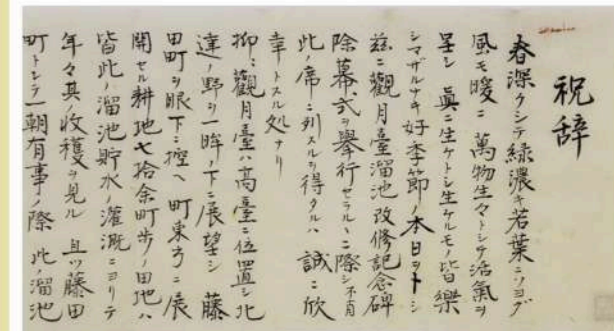 祝辞
春深クシテ緑濃キ若葉ニソヨグ
風モ暖ニ萬物生々トシテ活氣ヲ
呈シ眞ニ生ケトシ生ケルモノ皆樂
シマザルナキ好季節ノ本日ヲトシ
茲ニ觀月臺溜池改修記念碑
除幕式ヲ舉行セラルヽニ際シ不肖
此ノ席ニ列スルヲ得タルハ誠ニ欣
幸トスル処ナリ
抑ニ觀月臺ハ高臺ニ位置シ北
達ノ野ヲ一眸ノ下ニ展望シ藤
田町ヲ眼下ニ控ヘ町東方ニ展
開セル耕地七拾余町歩ノ田地ハ
皆此ノ溜池貯水ノ灌漑ニヨリテ
年々其ノ收穫ヲ見ル且ツ藤田
町トシテ一朝有事ノ際此ノ溜池